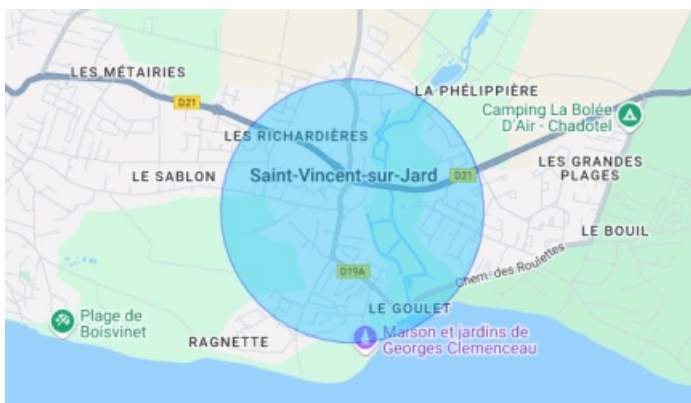 LES MÉTAIRIES
LA PHÉLIPPIÈRE
D21
Camping La Bolée
D'Air - Chadotel
LES RICHARDIÈRES
LES GRANDES
PLAGES
LE SABLON
Saint-Vincent-sur-Jard
D21
LE BOUIL
Chem. des Roulettes
D19A
LE GOULET
Plage de
Boisvinet
RAGNETTE
Maison et jardins de
Georges Clemenceau